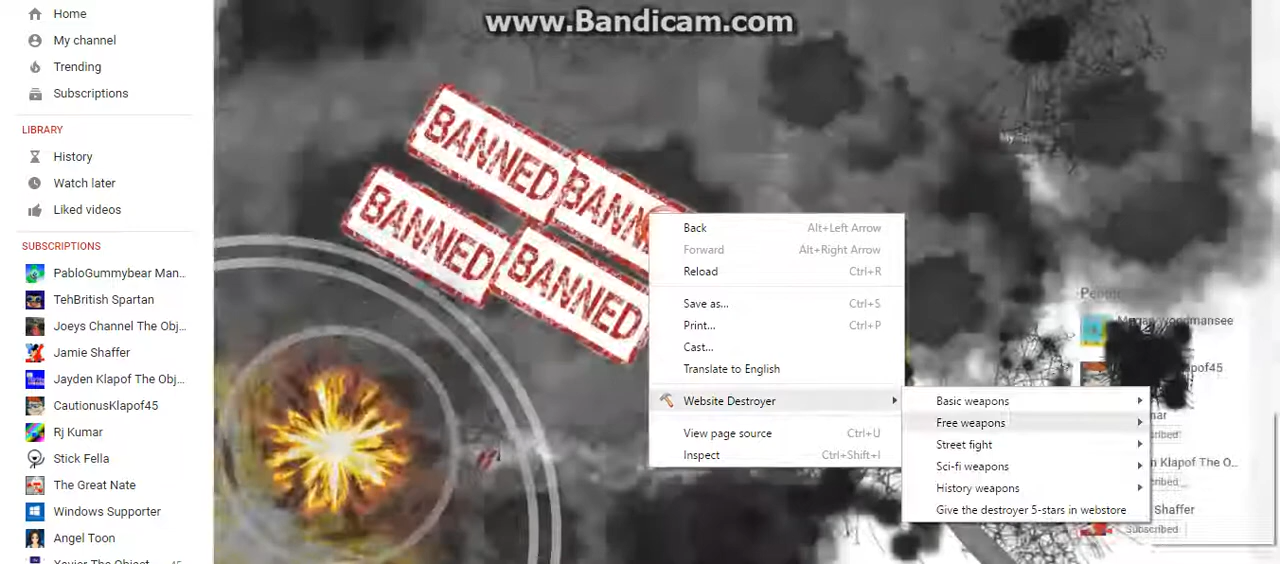 www.Bandicam.com
Home
My channel
Trending
Subscriptions
LIBRARY
History
Watch later
Liked videos
SUBSCRIPTIONS
PabloGummybear Man...
TehBritish Spartan
Joeys Channel The Obj...
Jamie Shaffer
Jayden Klapof The Obj...
CautionusKlapof45
Rj Kumar
Stick Fella
The Great Nate
Windows Supporter
Angel Toon
BANNED
BANN
BANNED
BANNED
Back Alt+Left Arrow
Forward Alt+Right Arrow
Reload Ctrl+R
Save as... Ctrl+S
Print... Ctrl+P
Cast...
Translate to English
Website Destroyer
View page source Ctrl+U
Inspect Ctrl+Shift+I
Basic weapons
Free weapons
Street fight
Sci-fi weapons
History weapons
Give the destroyer 5-stars in webstore
Megan woodmansee
Klapof The O...
Shaffer
Subscribed